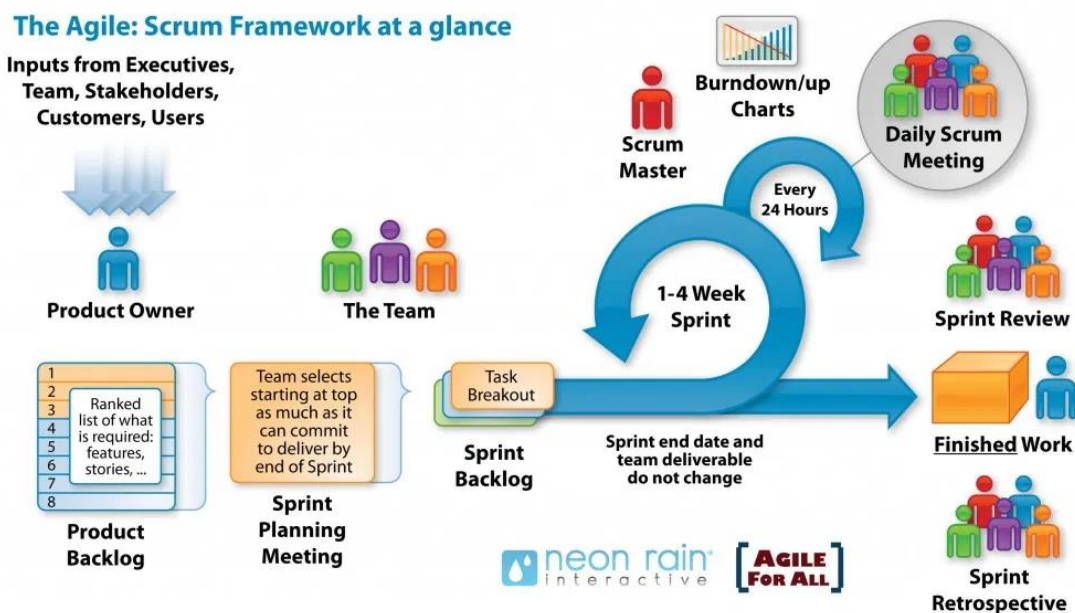 The Agile: Scrum Framework at a glance
Inputs from Executives,
Team, Stakeholders,
Customers, Users
Product Owner
The Team
Scrum
Master
Burndown/up
Charts
Daily Scrum
Meeting
Every
24 Hours
1-4 Week
Sprint
Sprint Review
1
2
3
4
5
6
7
8
Ranked
list of what
is required:
features,
stories, ...
Product
Backlog
Team selects
starting at top
as much as it
can commit
to deliver by
end of Sprint
Sprint
Planning
Meeting
Task
Breakout
Sprint
Backlog
Sprint end date and
team deliverable
do not change
Finished Work
Sprint
Retrospective
neon rain
interactive
AGILE
FOR ALL